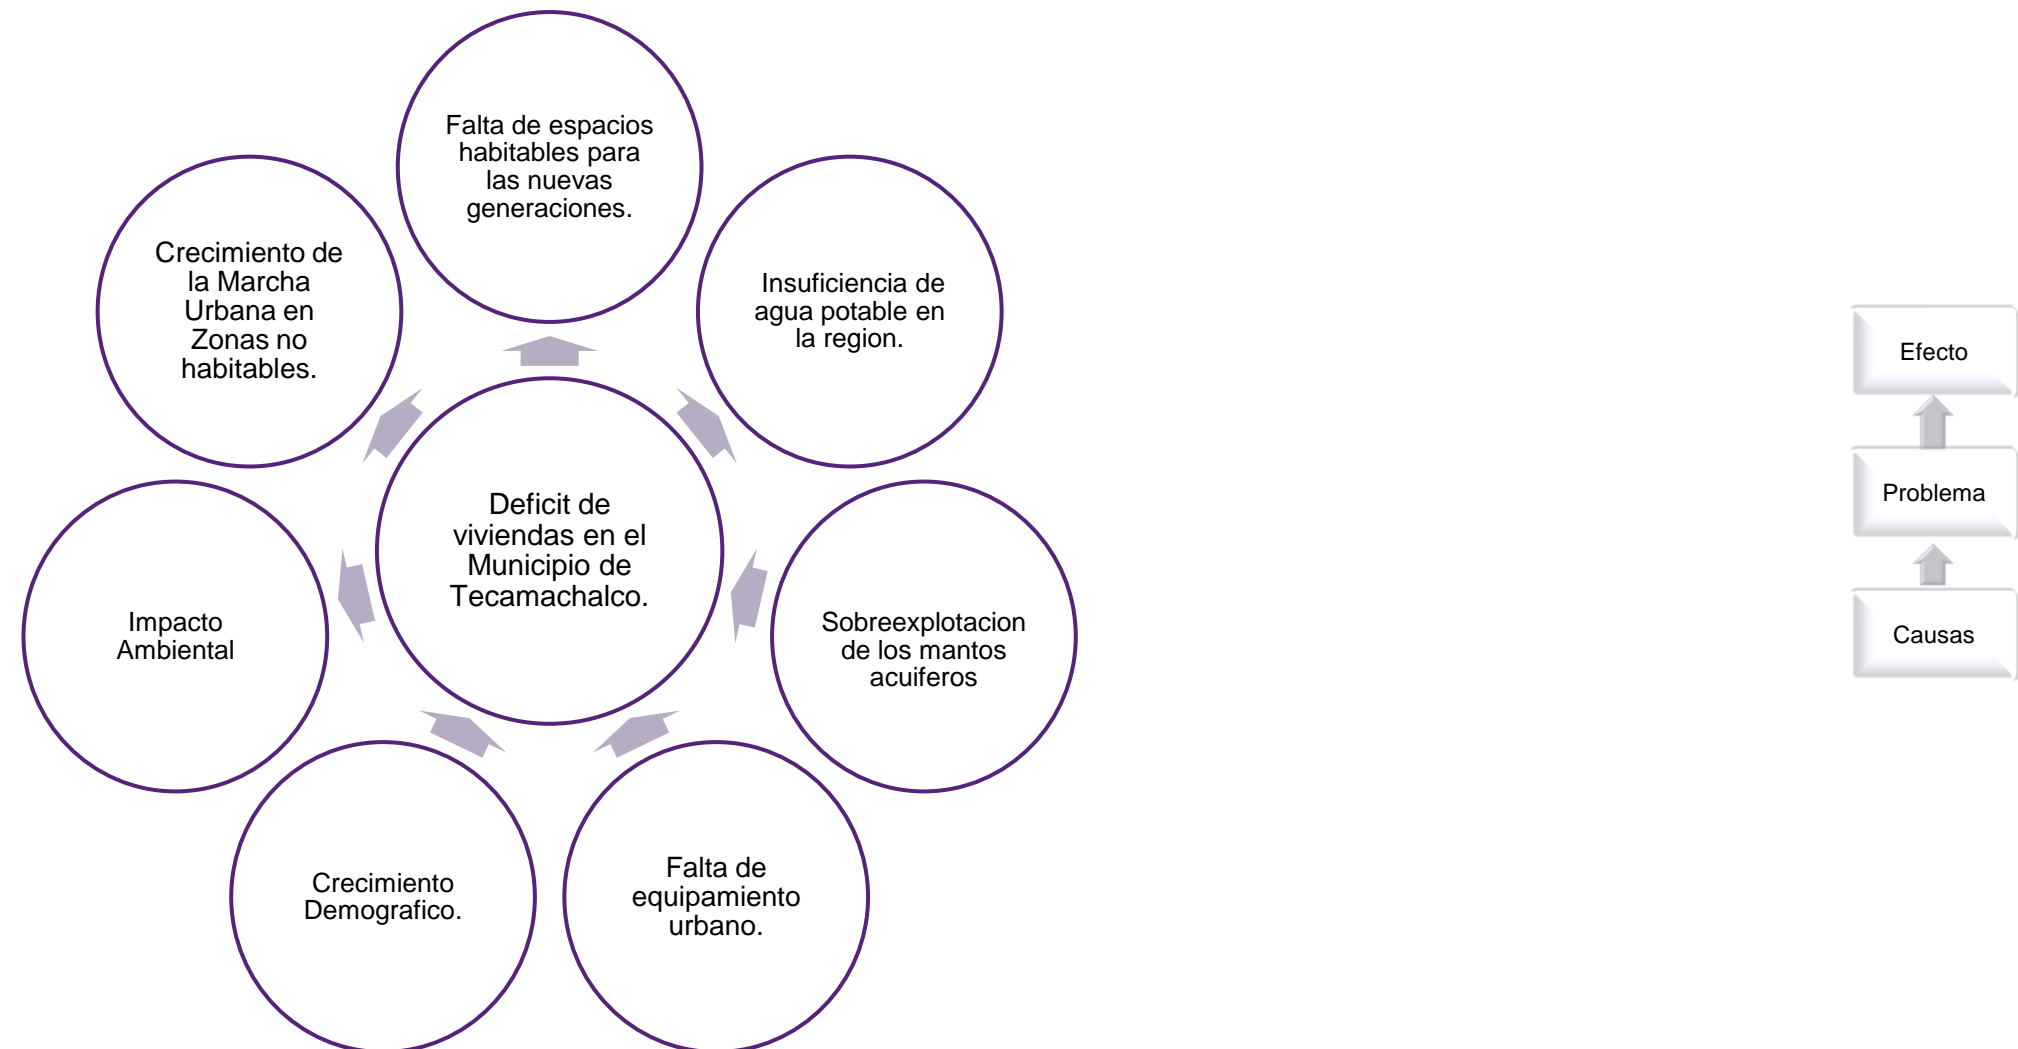 Falta de espacios
habitables para
las nuevas
generaciones.
Crecimiento de
la Marcha
Urbana en
Zonas no
habitables.
Insuficiencia de
agua potable en
la region.
Deficit de
viviendas en el
Municipio de
Tecamachalco.
Impacto
Ambiental
Sobreexplotacion
de los mantos
acuiferos
Crecimiento
Demografico.
Falta de
equipamiento
urbano.
Efecto
Problema
Causas